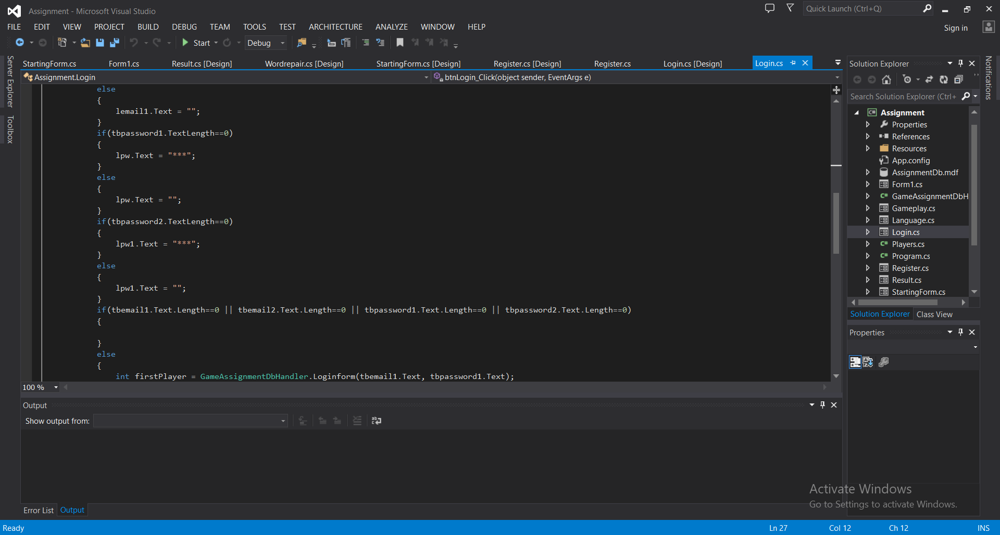 Assignment - Microsoft Visual Studio
Quick Launch (Ctrl+Q)
FILE EDIT VIEW PROJECT BUILD DEBUG TEAM TOOLS TEST ARCHITECTURE ANALYZE WINDOW HELP
Sign in
Start Debug
Server Explorer
Toolbox
StartingForm.cs Form1.cs Result.cs [Design] Wordrepair.cs [Design] StartingForm.cs [Design] Register.cs [Design] Register.cs Login.cs [Design] Login.cs
Assignment.Login btnLogin_Click(object sender, EventArgs e)
else
{
lemail1.Text = "";
}
if(tbpassword1.TextLength==0)
{
lpw.Text = "***";
}
else
{
lpw.Text = "";
}
if(tbpassword2.TextLength==0)
{
lpw1.Text = "***";
}
else
{
lpw1.Text = "";
}
if(tbemail1.Text.Length==0 || tbemail2.Text.Length==0 || tbpassword1.Text.Length==0 || tbpassword2.Text.Length==0)
{
}
else
{
int firstPlayer = GameAssignmentDbHandler.Loginform(tbemail1.Text, tbpassword1.Text);
100 %
Output
Show output from:
Error List Output
Solution Explorer
Search Solution Explorer (Ctrl+
Assignment
Properties
References
Resources
App.config
AssignmentDb.mdf
Form1.cs
GameAssignmentDbH
Gameplay.cs
Language.cs
Login.cs
Players.cs
Program.cs
Register.cs
Result.cs
StartingForm.cs
Solution Explorer Class View
Properties
Notifications
Activate Windows
Go to Settings to activate Windows.
Ready Ln 27 Col 12 Ch 12 INS